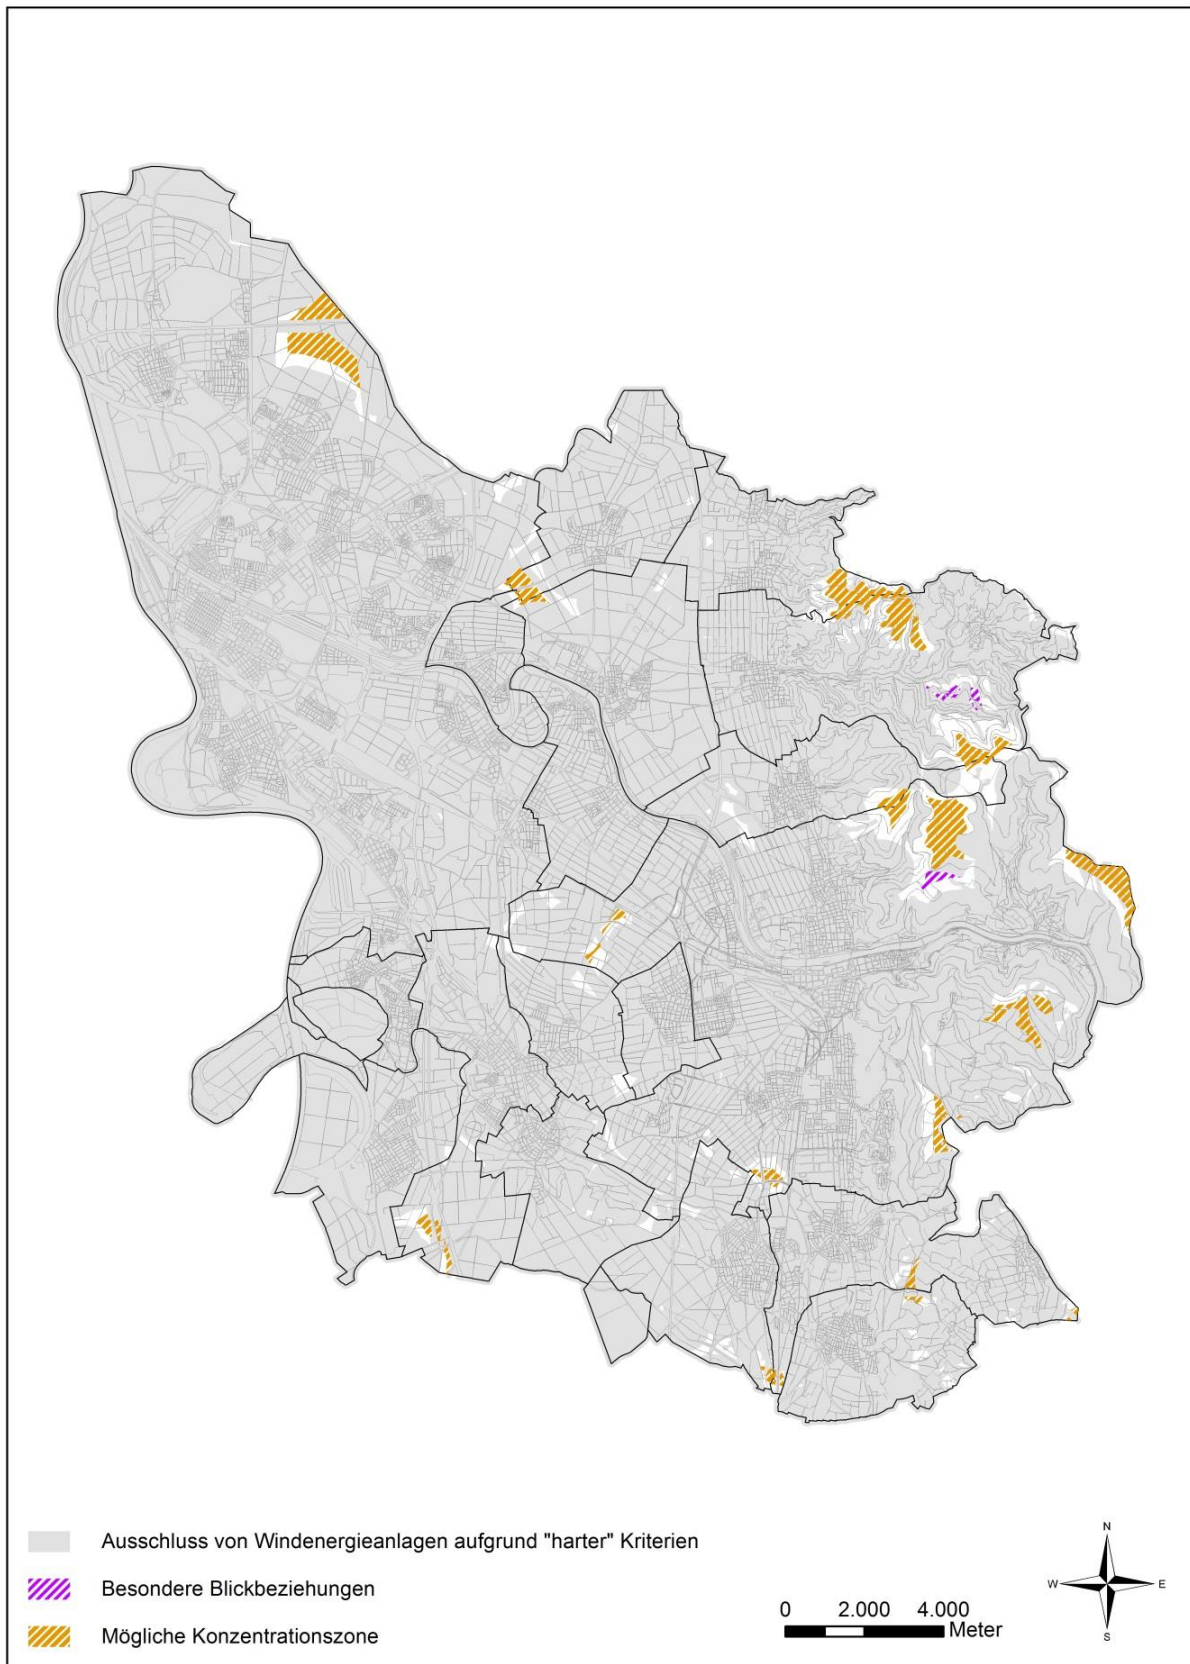 Ausschluss von Windenergieanlagen aufgrund "harter" Kriterien
Besondere Blickbeziehungen
Mögliche Konzentrationszone
0 2.000 4.000
Meter
N
W E
S